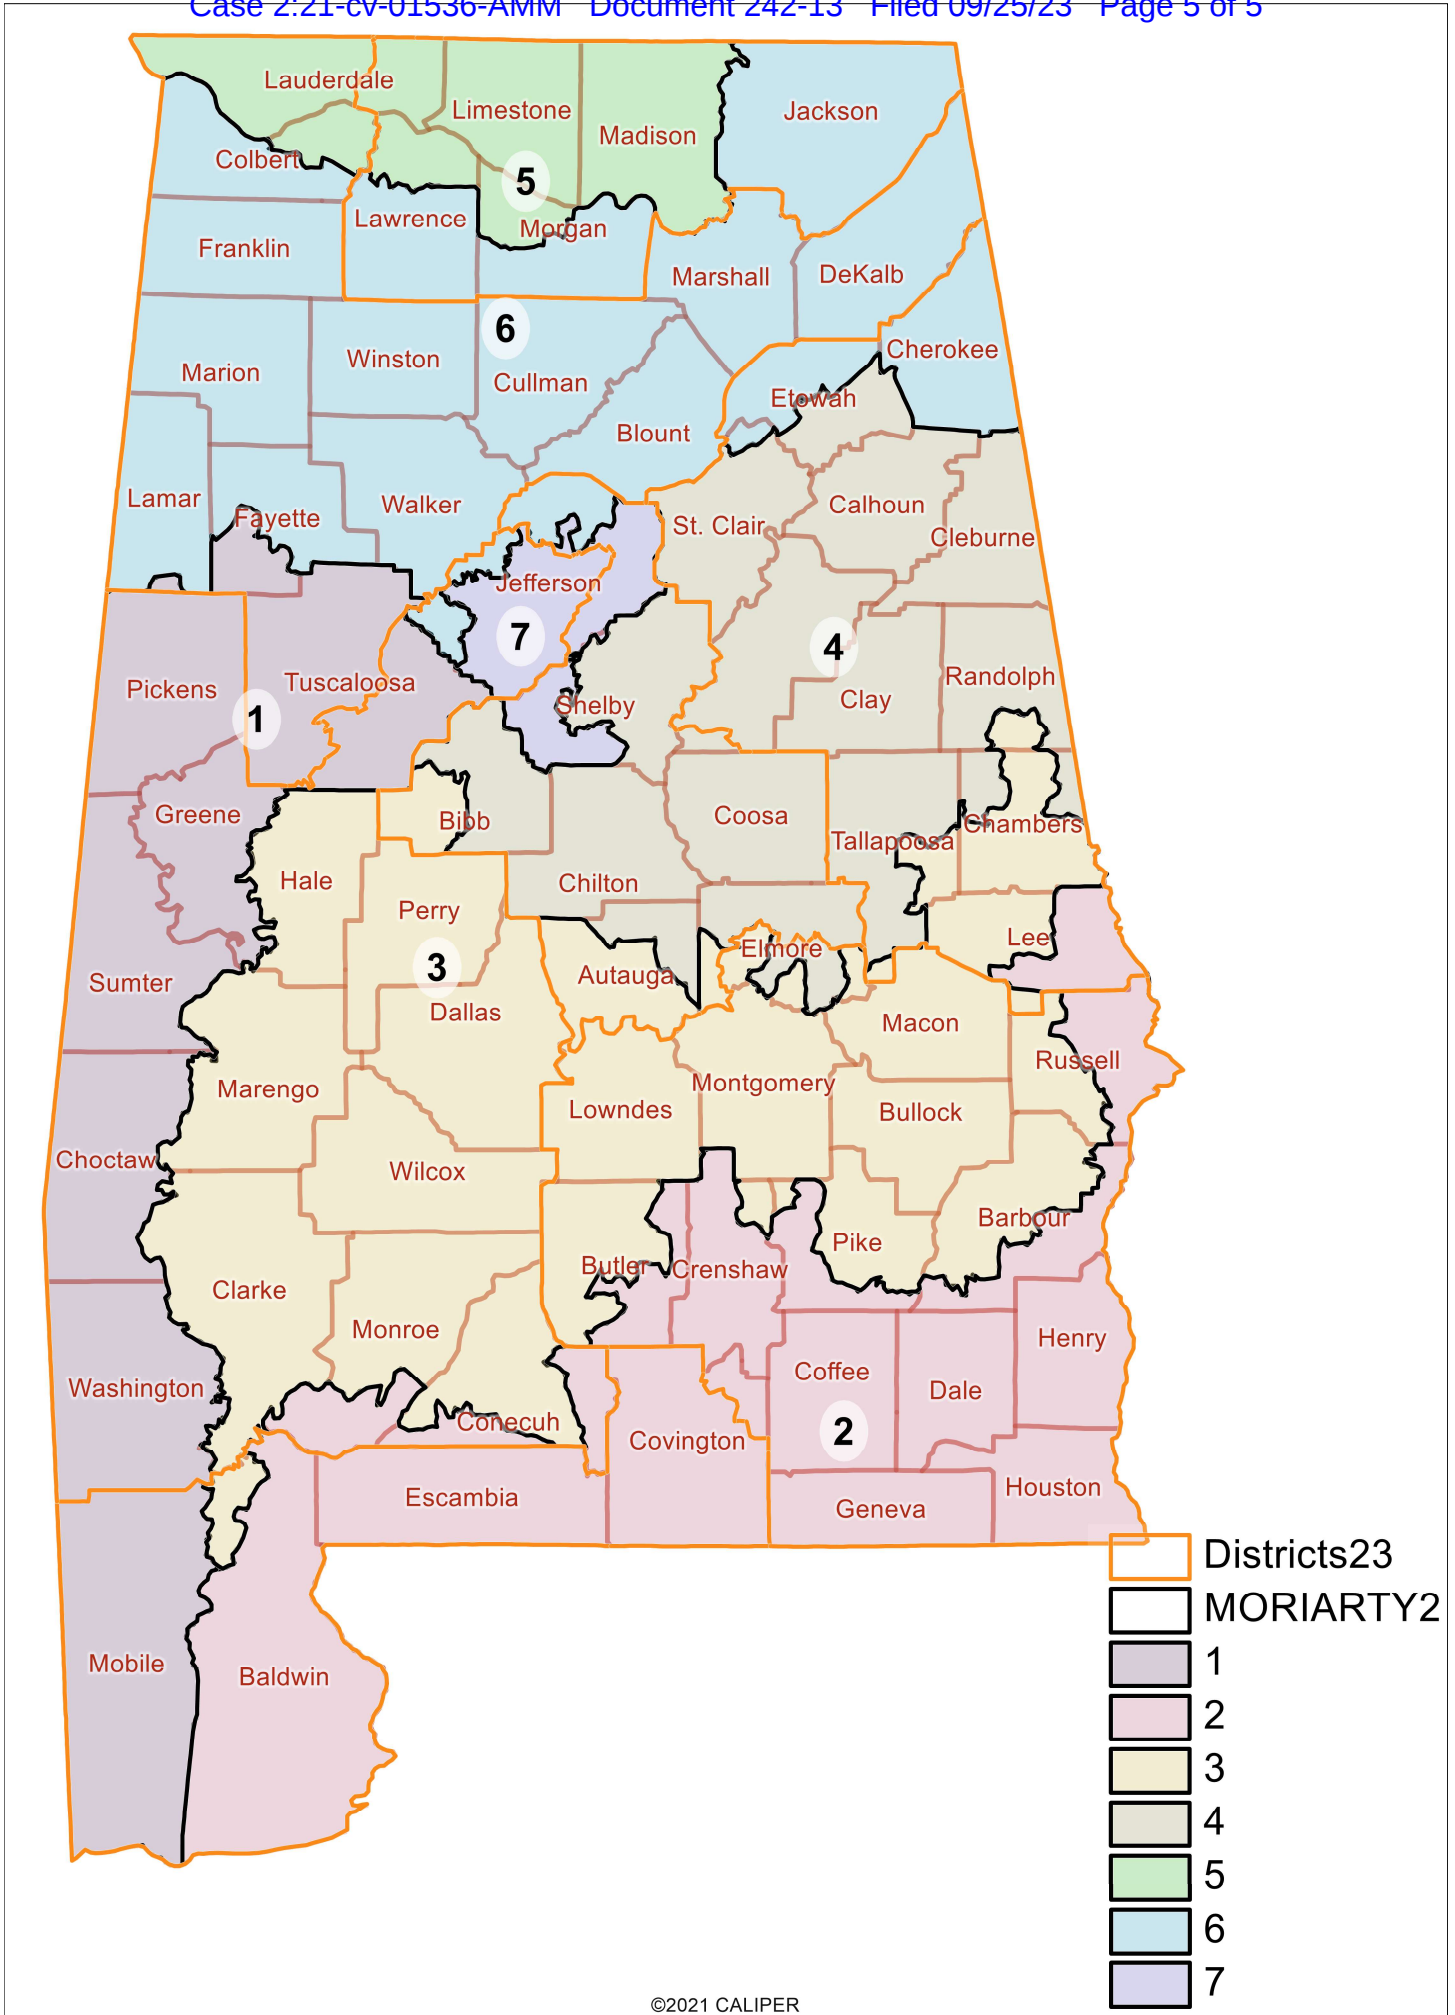 Case 2:21-cv-01536-AMM Document 242-13 Filed 09/25/23 Page 5 of 5
Lauderdale
Limestone
Madison
Jackson
Colbert
5
Lawrence
Morgan
Franklin
Marshall
DeKalb
6
Cherokee
Marion
Winston
Cullman
Etowah
Blount
Lamar
Fayette
Walker
St. Clair
Calhoun
Cleburne
Jefferson
7
4
Pickens
Tuscaloosa
Randolph
Clay
1
Shelby
Greene
Bibb
Coosa
Tallapoosa
Chambers
Hale
Chilton
Perry
Lee
3
Elmore
Autauga
Sumter
Dallas
Macon
Marengo
Lowndes
Montgomery
Bullock
Russell
Choctaw
Wilcox
Barbour
Pike
Butler
Crenshaw
Clarke
Monroe
Henry
Washington
Coffee
Dale
Conecuh
2
Covington
Escambia
Geneva
Houston
Mobile
Baldwin
Districts23
MORIARTY2
1
2
3
4
5
6
7
©2021 CALIPER